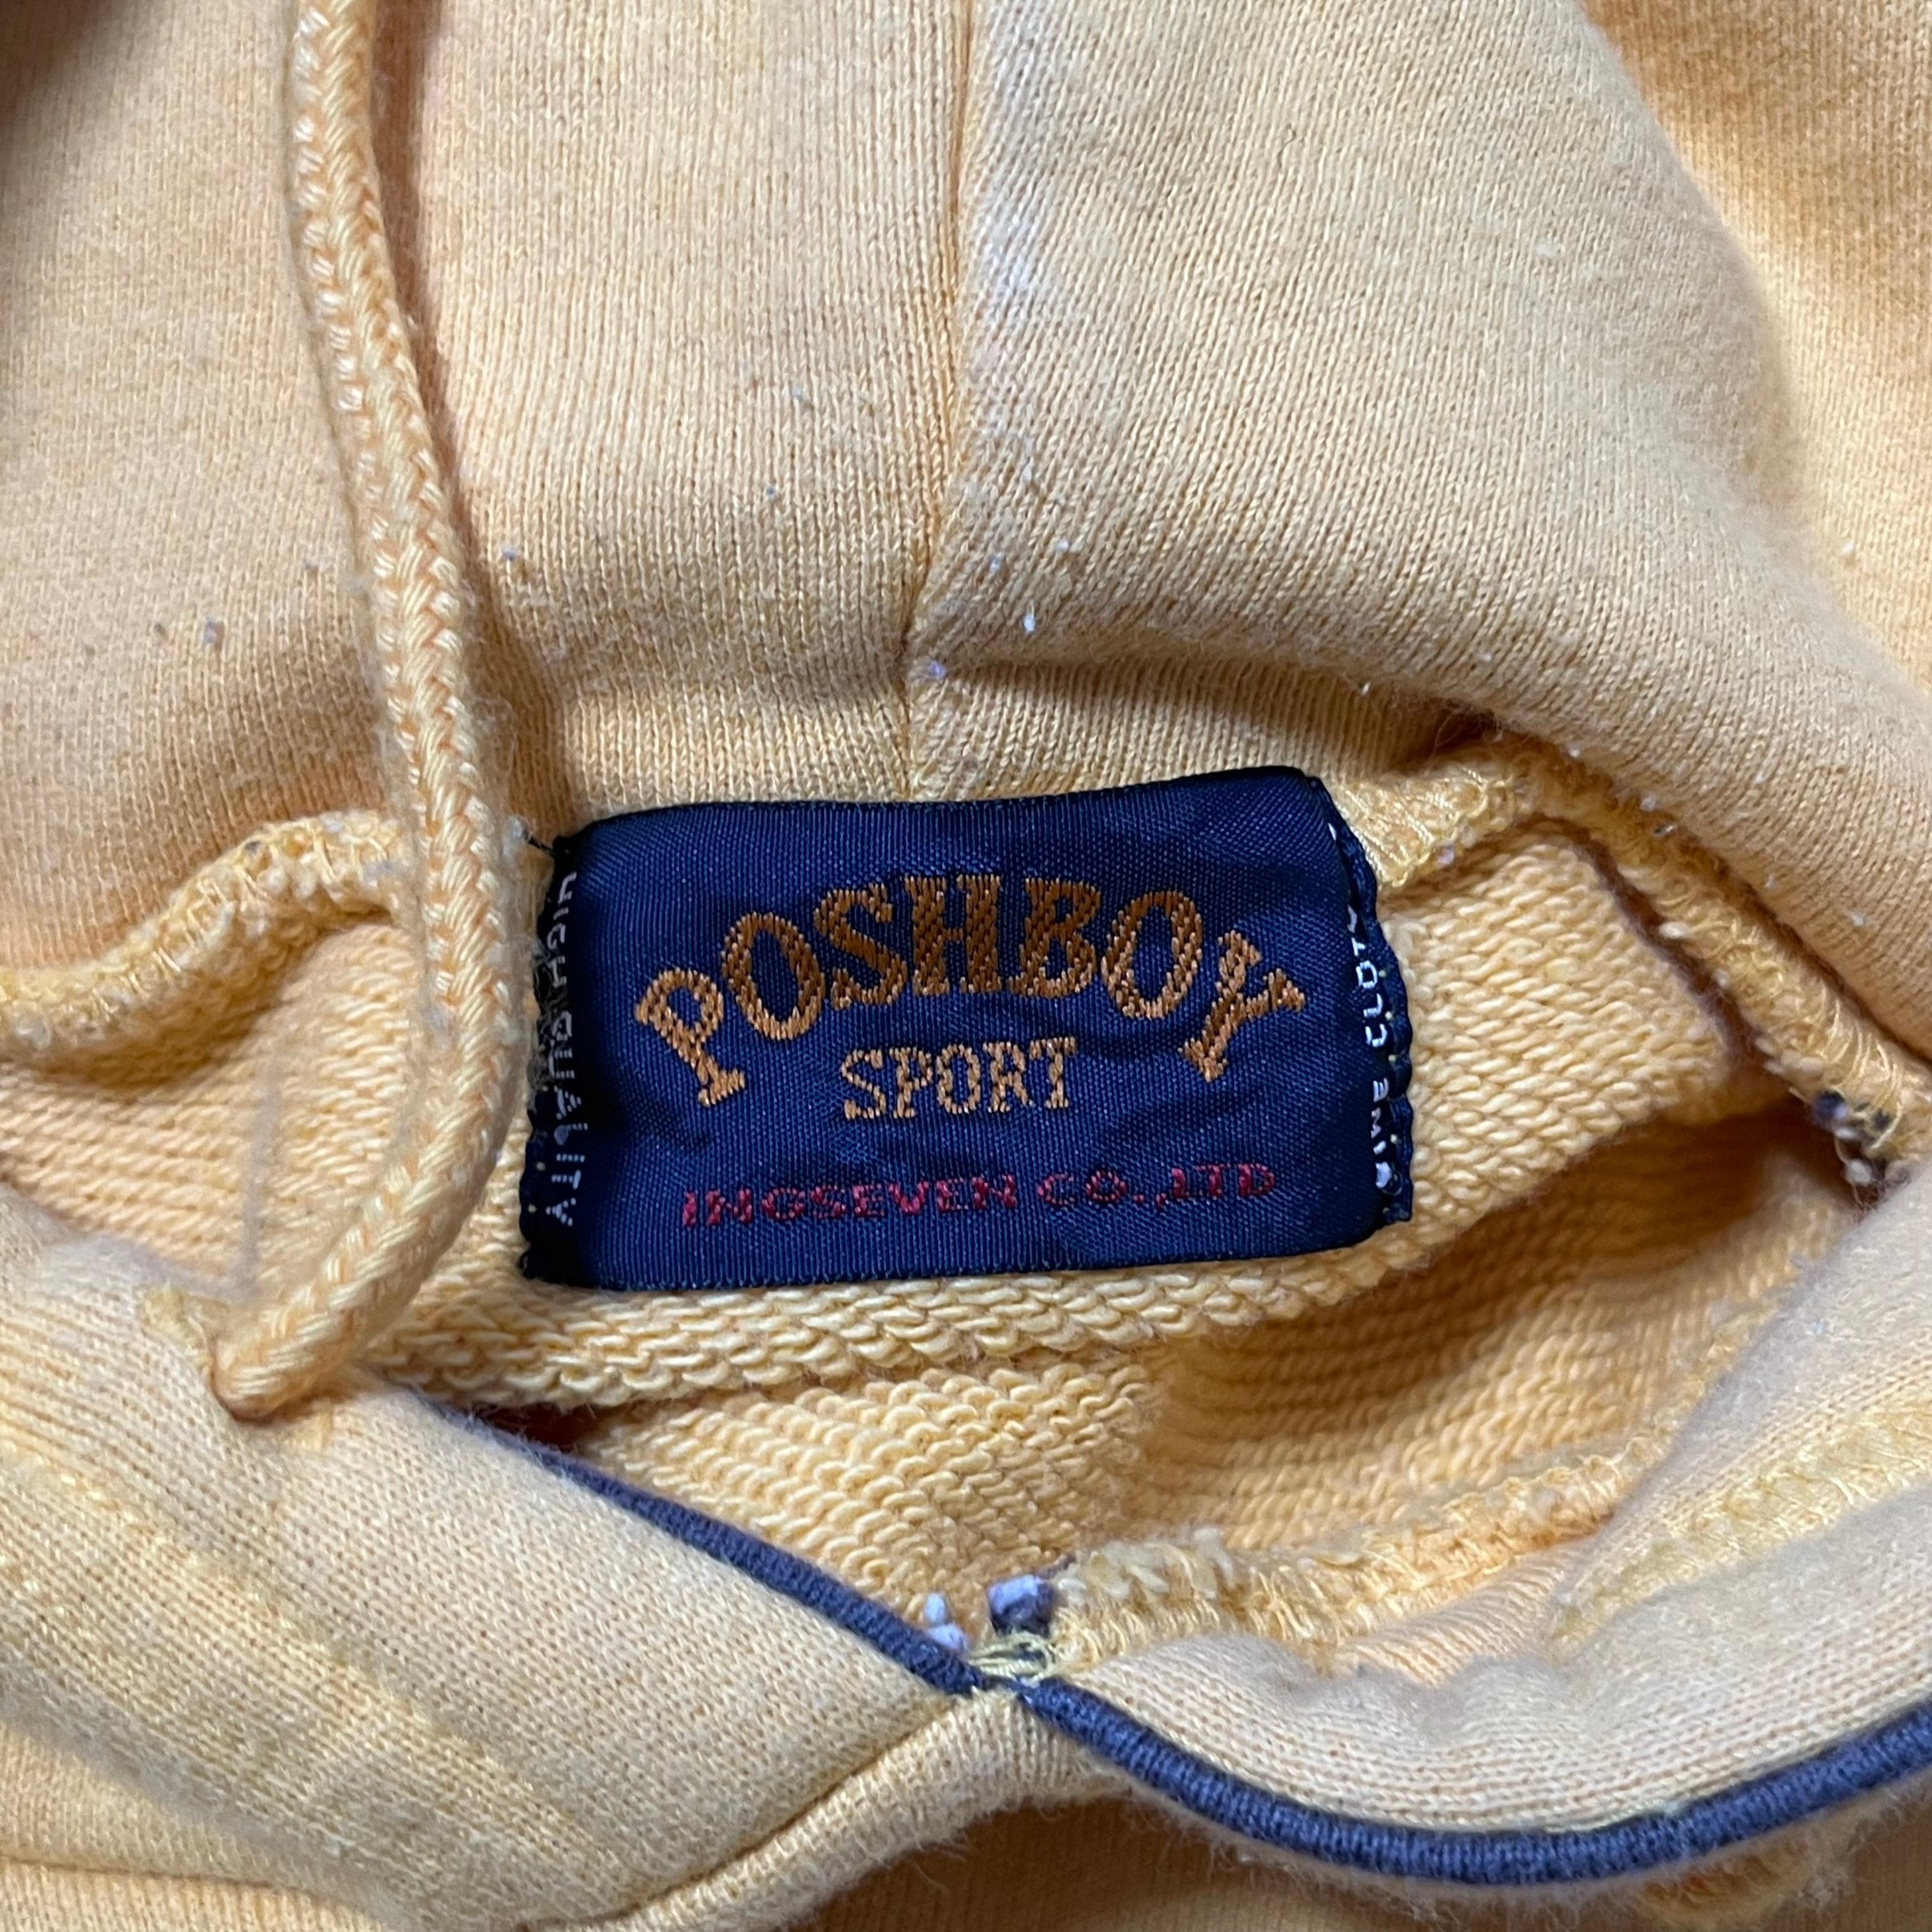 POSHBOY
SPORT
INGSEVEN CO.,LTD
HIGH QUALITY